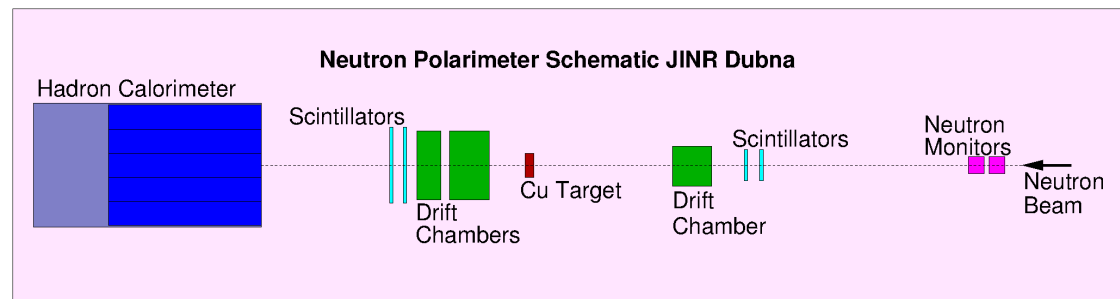 Neutron Polarimeter Schematic JINR Dubna
Hadron Calorimeter
Scintillators
Drift
Chambers
Cu Target
Drift
Chamber
Scintillators
Neutron
Monitors
Neutron
Beam